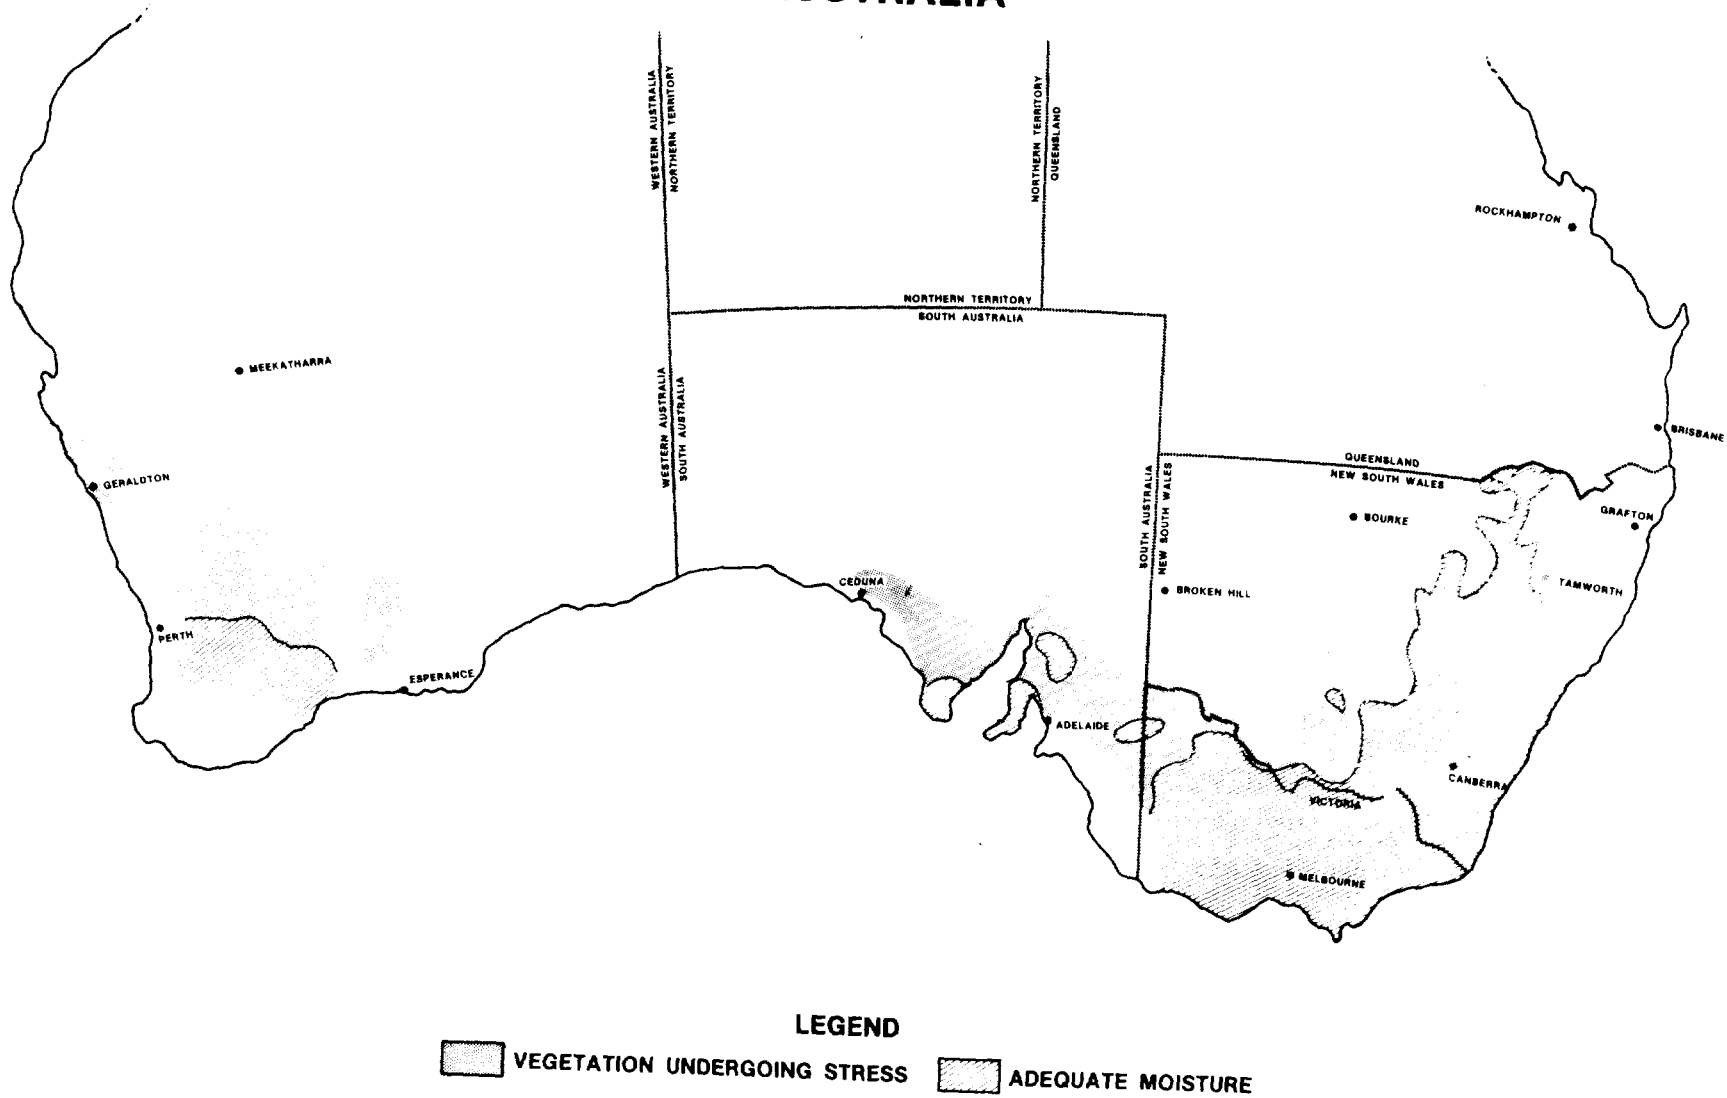 WESTERN AUSTRALIA
NORTHERN TERRITORY
NORTHERN TERRITORY
QUEENSLAND
ROCKHAMPTON
NORTHERN TERRITORY
SOUTH AUSTRALIA
MEEKATHARRA
WESTERN AUSTRALIA
SOUTH AUSTRALIA
BRISBANE
QUEENSLAND
NEW SOUTH WALES
SOUTH AUSTRALIA
NEW SOUTH WALES
GERALDTON
BOURKE
GRAFTON
CEDUNA
BROKEN HILL
TAMWORTH
PERTH
ESPERANCE
ADELAIDE
CANBERRA
VICTORIA
MELBOURNE
LEGEND
VEGETATION UNDERGOING STRESS
ADEQUATE MOISTURE